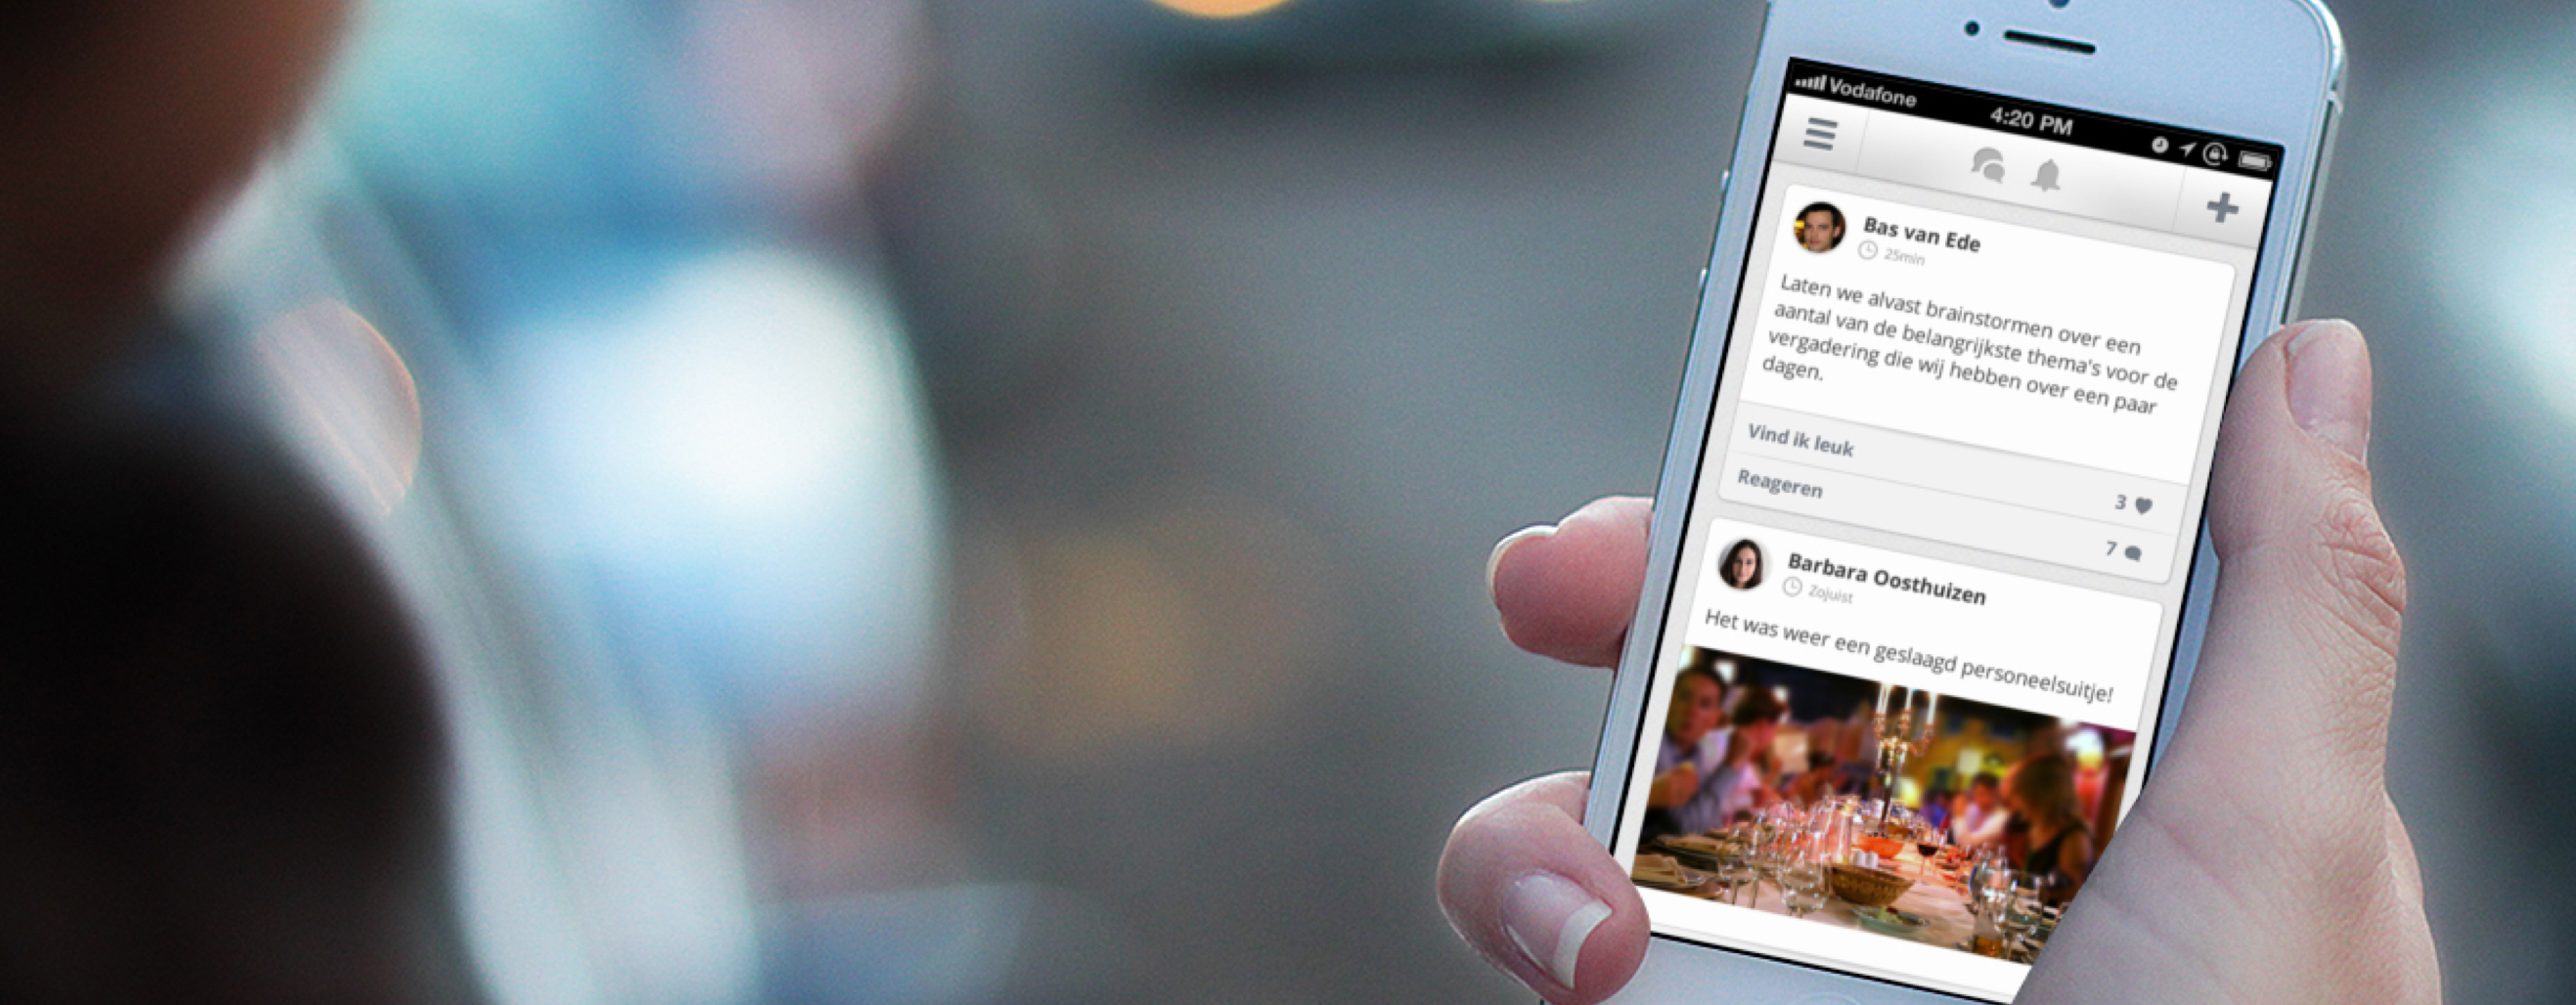 Vodafone
4:20 PM
Bas van Ede
25min
Laten we alvast brainstormen over een
aantal van de belangrijkste thema's voor de
vergadering die wij hebben over een paar
dagen.
Vind ik leuk
3
Reageren
7
Barbara Oosthuizen
Zojuist
Het was weer een geslaagd personeelsuitje!